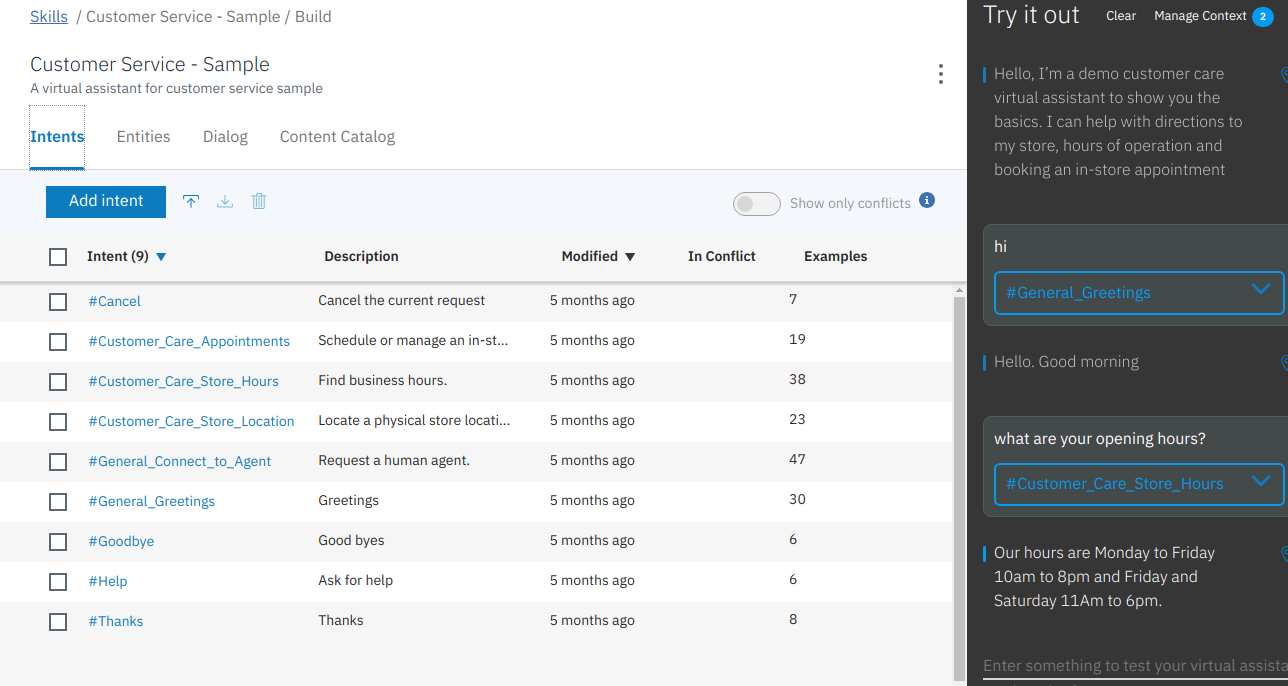 Skills / Customer Service - Sample / Build
Customer Service - Sample
A virtual assistant for customer service sample
Intents Entities Dialog Content Catalog
Add intent Show only conflicts i
Intent (9) ▼ Description Modified ▼ In Conflict Examples
#Cancel Cancel the current request 5 months ago 7
#Customer_Care_Appointments Schedule or manage an in-st... 5 months ago 19
#Customer_Care_Store_Hours Find business hours. 5 months ago 38
#Customer_Care_Store_Location Locate a physical store locati... 5 months ago 23
#General_Connect_to_Agent Request a human agent. 5 months ago 47
#General_Greetings Greetings 5 months ago 30
#Goodbye Good byes 5 months ago 6
#Help Ask for help 5 months ago 6
#Thanks Thanks 5 months ago 8
Try it out Clear Manage Context 2
Hello, I’m a demo customer care
virtual assistant to show you the
basics. I can help with directions to
my store, hours of operation and
booking an in-store appointment
hi
#General_Greetings
Hello. Good morning
what are your opening hours?
#Customer_Care_Store_Hours
Our hours are Monday to Friday
10am to 8pm and Friday and
Saturday 11Am to 6pm.
Enter something to test your virtual assista